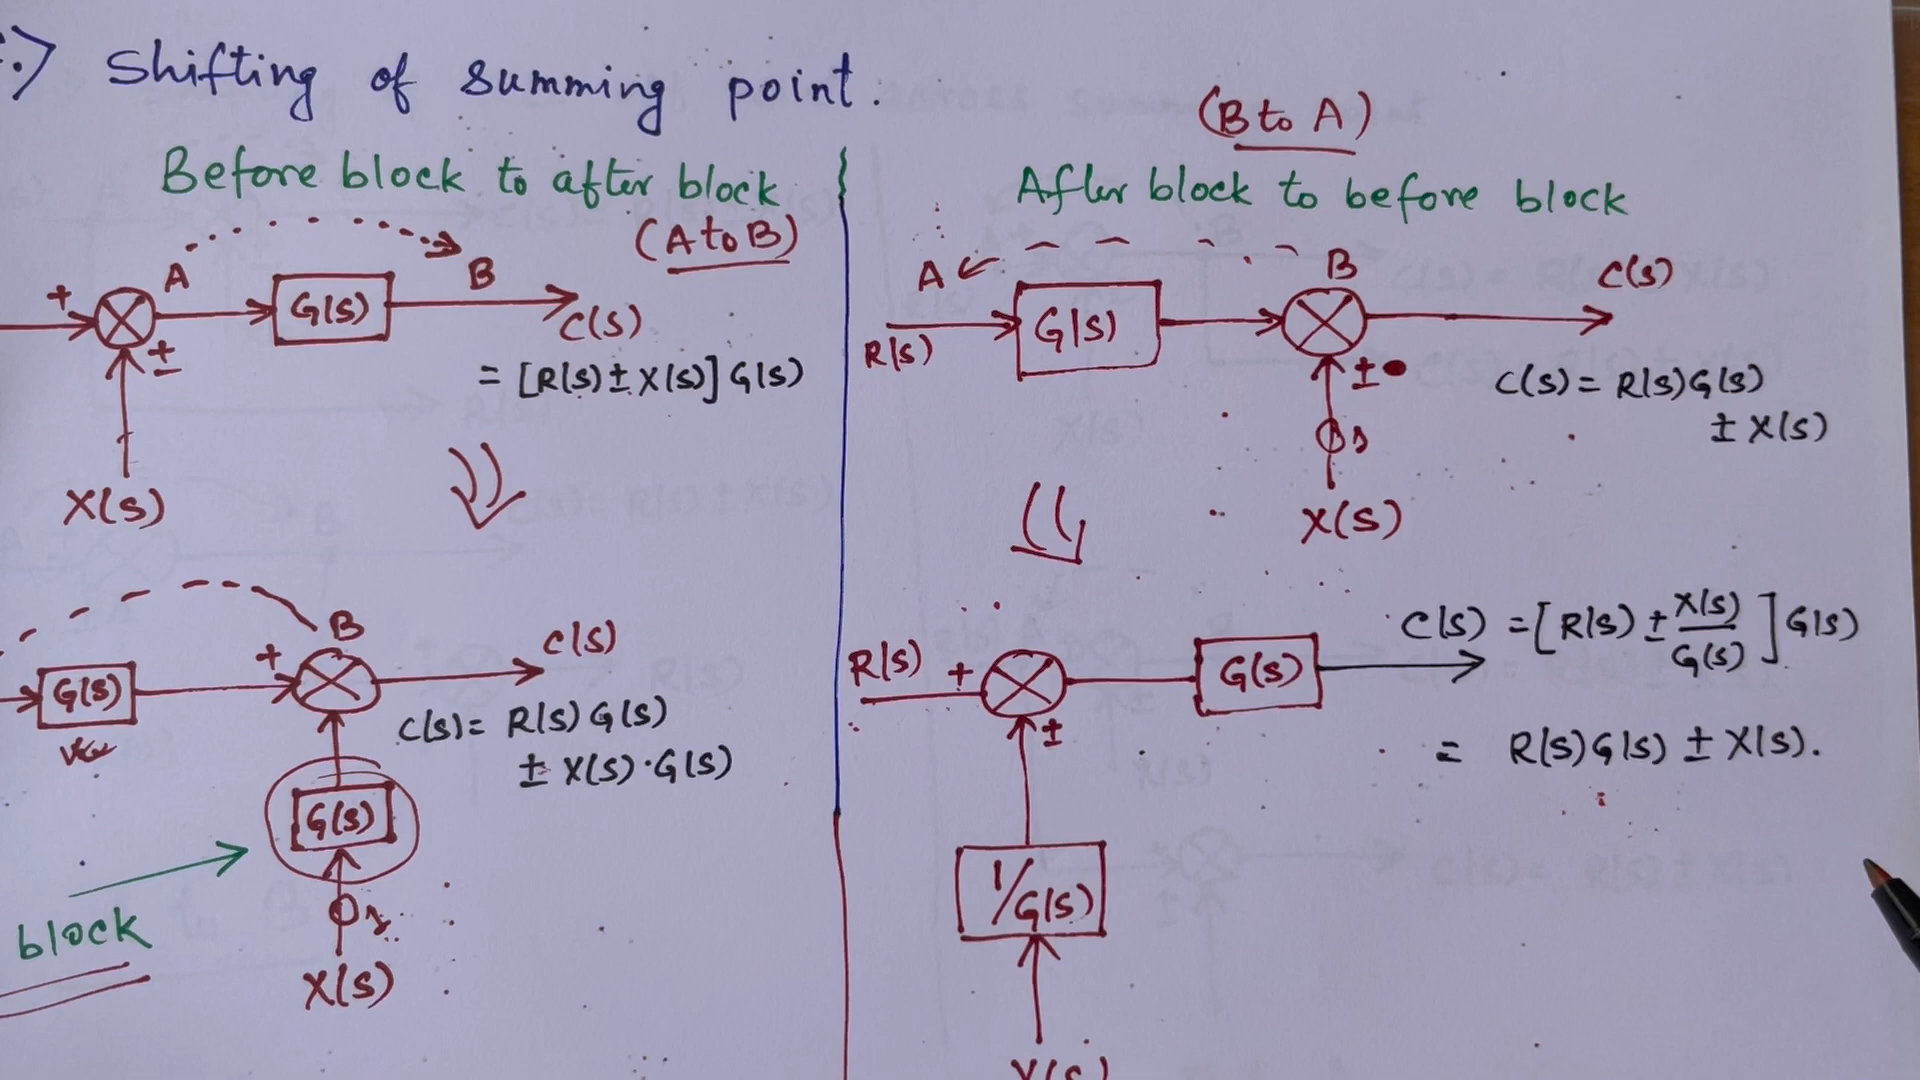 :) Shifting of summing point.
Before block to after block
(A to B)
A
B
+
G(s)
C(s)
±
= [R(s) ± X(s)] G(s)
X(s)
B
+
C(s)
G(s)
C(s) = R(s) G(s)
± X(s)·G(s)
G(s)
block
X(s)
(B to A)
After block to before block
A
B
C(s)
R(s)
G(s)
±
C(s) = R(s)G(s)
± X(s)
X(s)
R(s)
+
G(s)
C(s) = [R(s) ± X(s)/G(s)] G(s)
±
= R(s)G(s) ± X(s).
1/G(s)